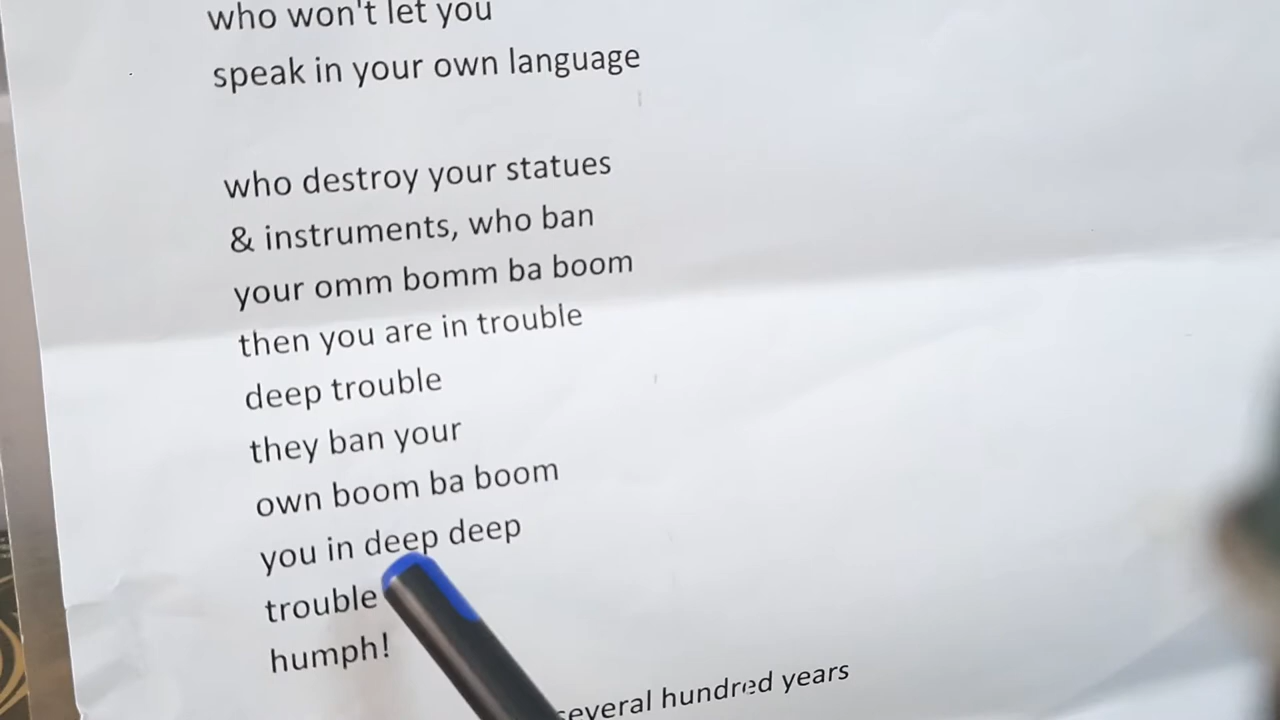 who won't let you
speak in your own language
who destroy your statues
& instruments, who ban
your omm bomm ba boom
then you are in trouble
deep trouble
they ban your
own boom ba boom
you in deep deep
trouble
humph!
several hundred years